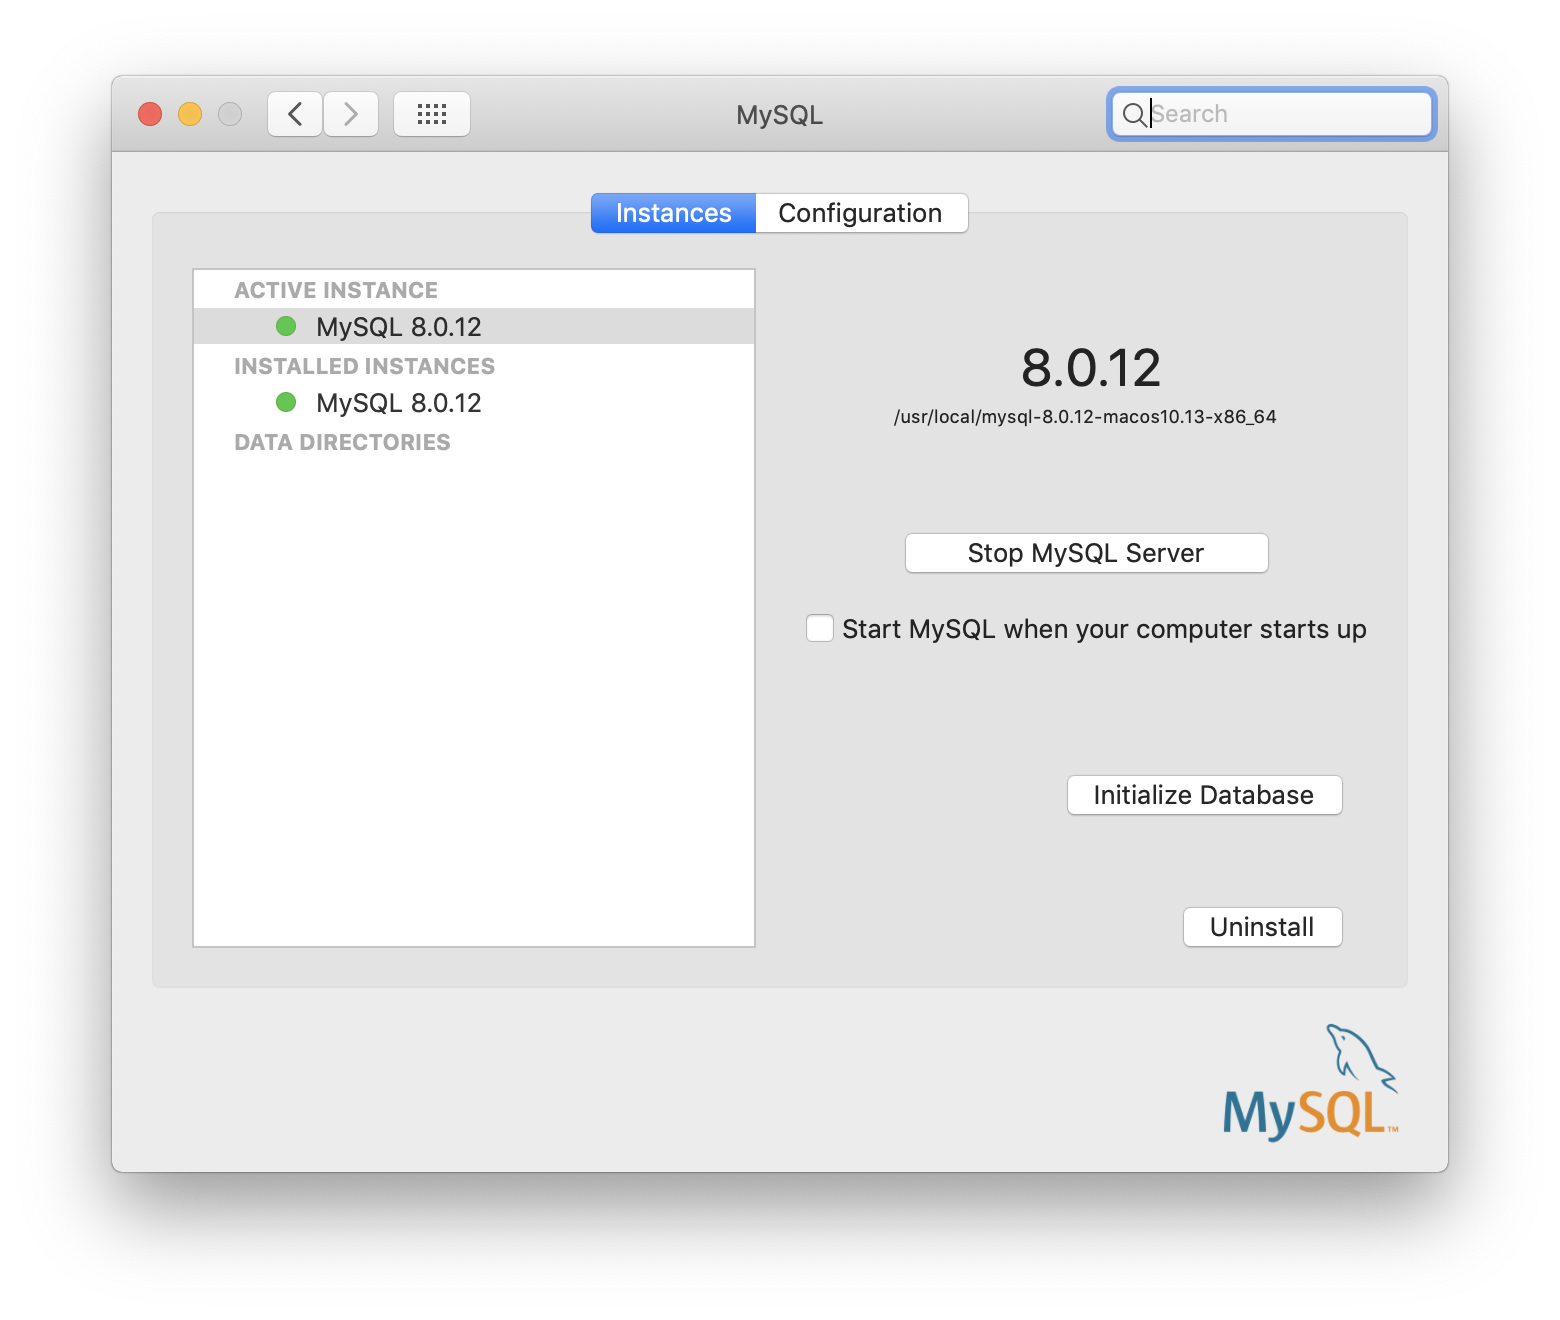 MySQL
Search
Instances Configuration
ACTIVE INSTANCE
MySQL 8.0.12
INSTALLED INSTANCES
MySQL 8.0.12
DATA DIRECTORIES
8.0.12
/usr/local/mysql-8.0.12-macos10.13-x86_64
Stop MySQL Server
Start MySQL when your computer starts up
Initialize Database
Uninstall
MySQL™